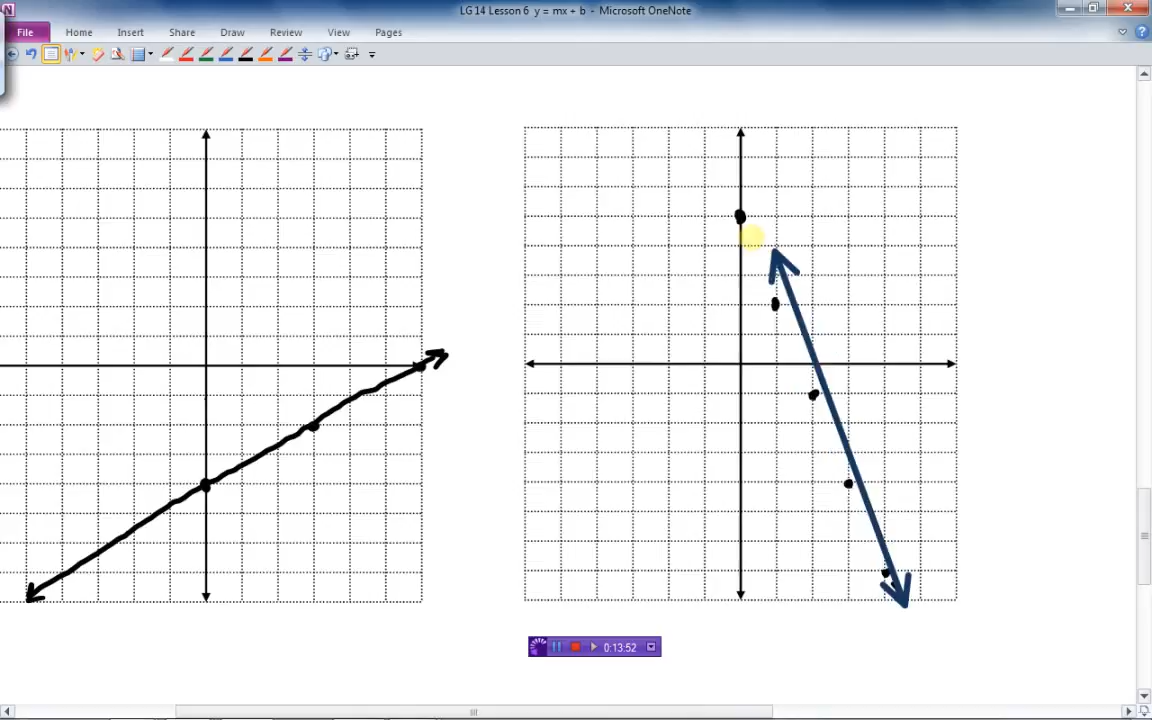 LG 14 Lesson 6 y = mx + b - Microsoft OneNote
File Home Insert Share Draw Review View Pages
0:13:52